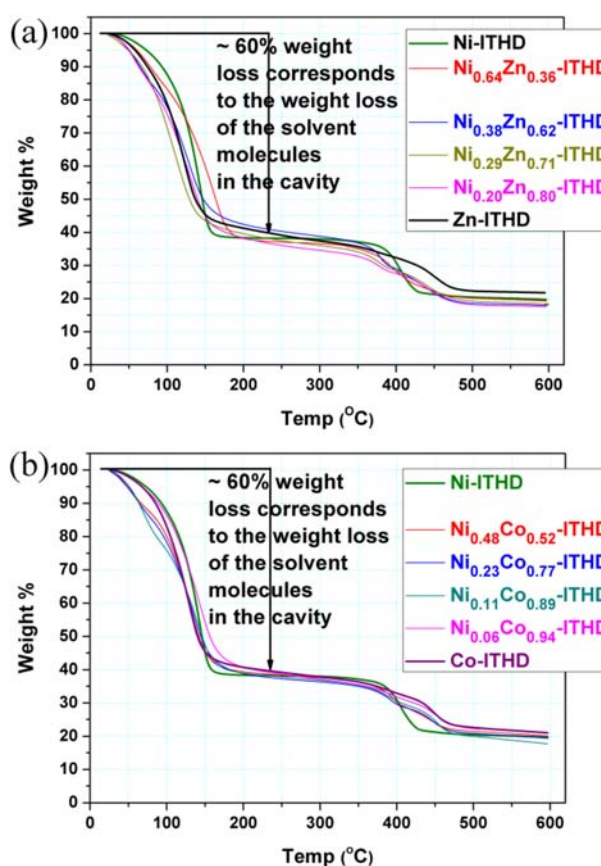 (a)
~ 60% weight
loss corresponds
to the weight loss
of the solvent
molecules
in the cavity
Ni-ITHD
Ni0.64Zn0.36-ITHD
Ni0.38Zn0.62-ITHD
Ni0.29Zn0.71-ITHD
Ni0.20Zn0.80-ITHD
Zn-ITHD
Weight %
100
90
80
70
60
50
40
30
20
10
0
0 100 200 300 400 500 600
Temp (°C)
(b)
~ 60% weight
loss corresponds
to the weight loss
of the solvent
molecules
in the cavity
Ni-ITHD
Ni0.48Co0.52-ITHD
Ni0.23Co0.77-ITHD
Ni0.11Co0.89-ITHD
Ni0.06Co0.94-ITHD
Co-ITHD
Weight %
100
90
80
70
60
50
40
30
20
10
0
0 100 200 300 400 500 600
Temp (°C)